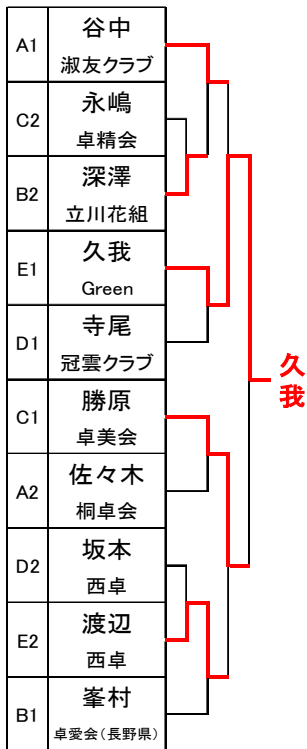 A1 谷中
淑友クラブ
C2 永嶋
卓精会
B2 深澤
立川花組
E1 久我
Green
D1 寺尾
冠雲クラブ
C1 勝原
卓美会
A2 佐々木
桐卓会
D2 坂本
西卓
E2 渡辺
西卓
B1 峯村
卓愛会(長野県)
久我